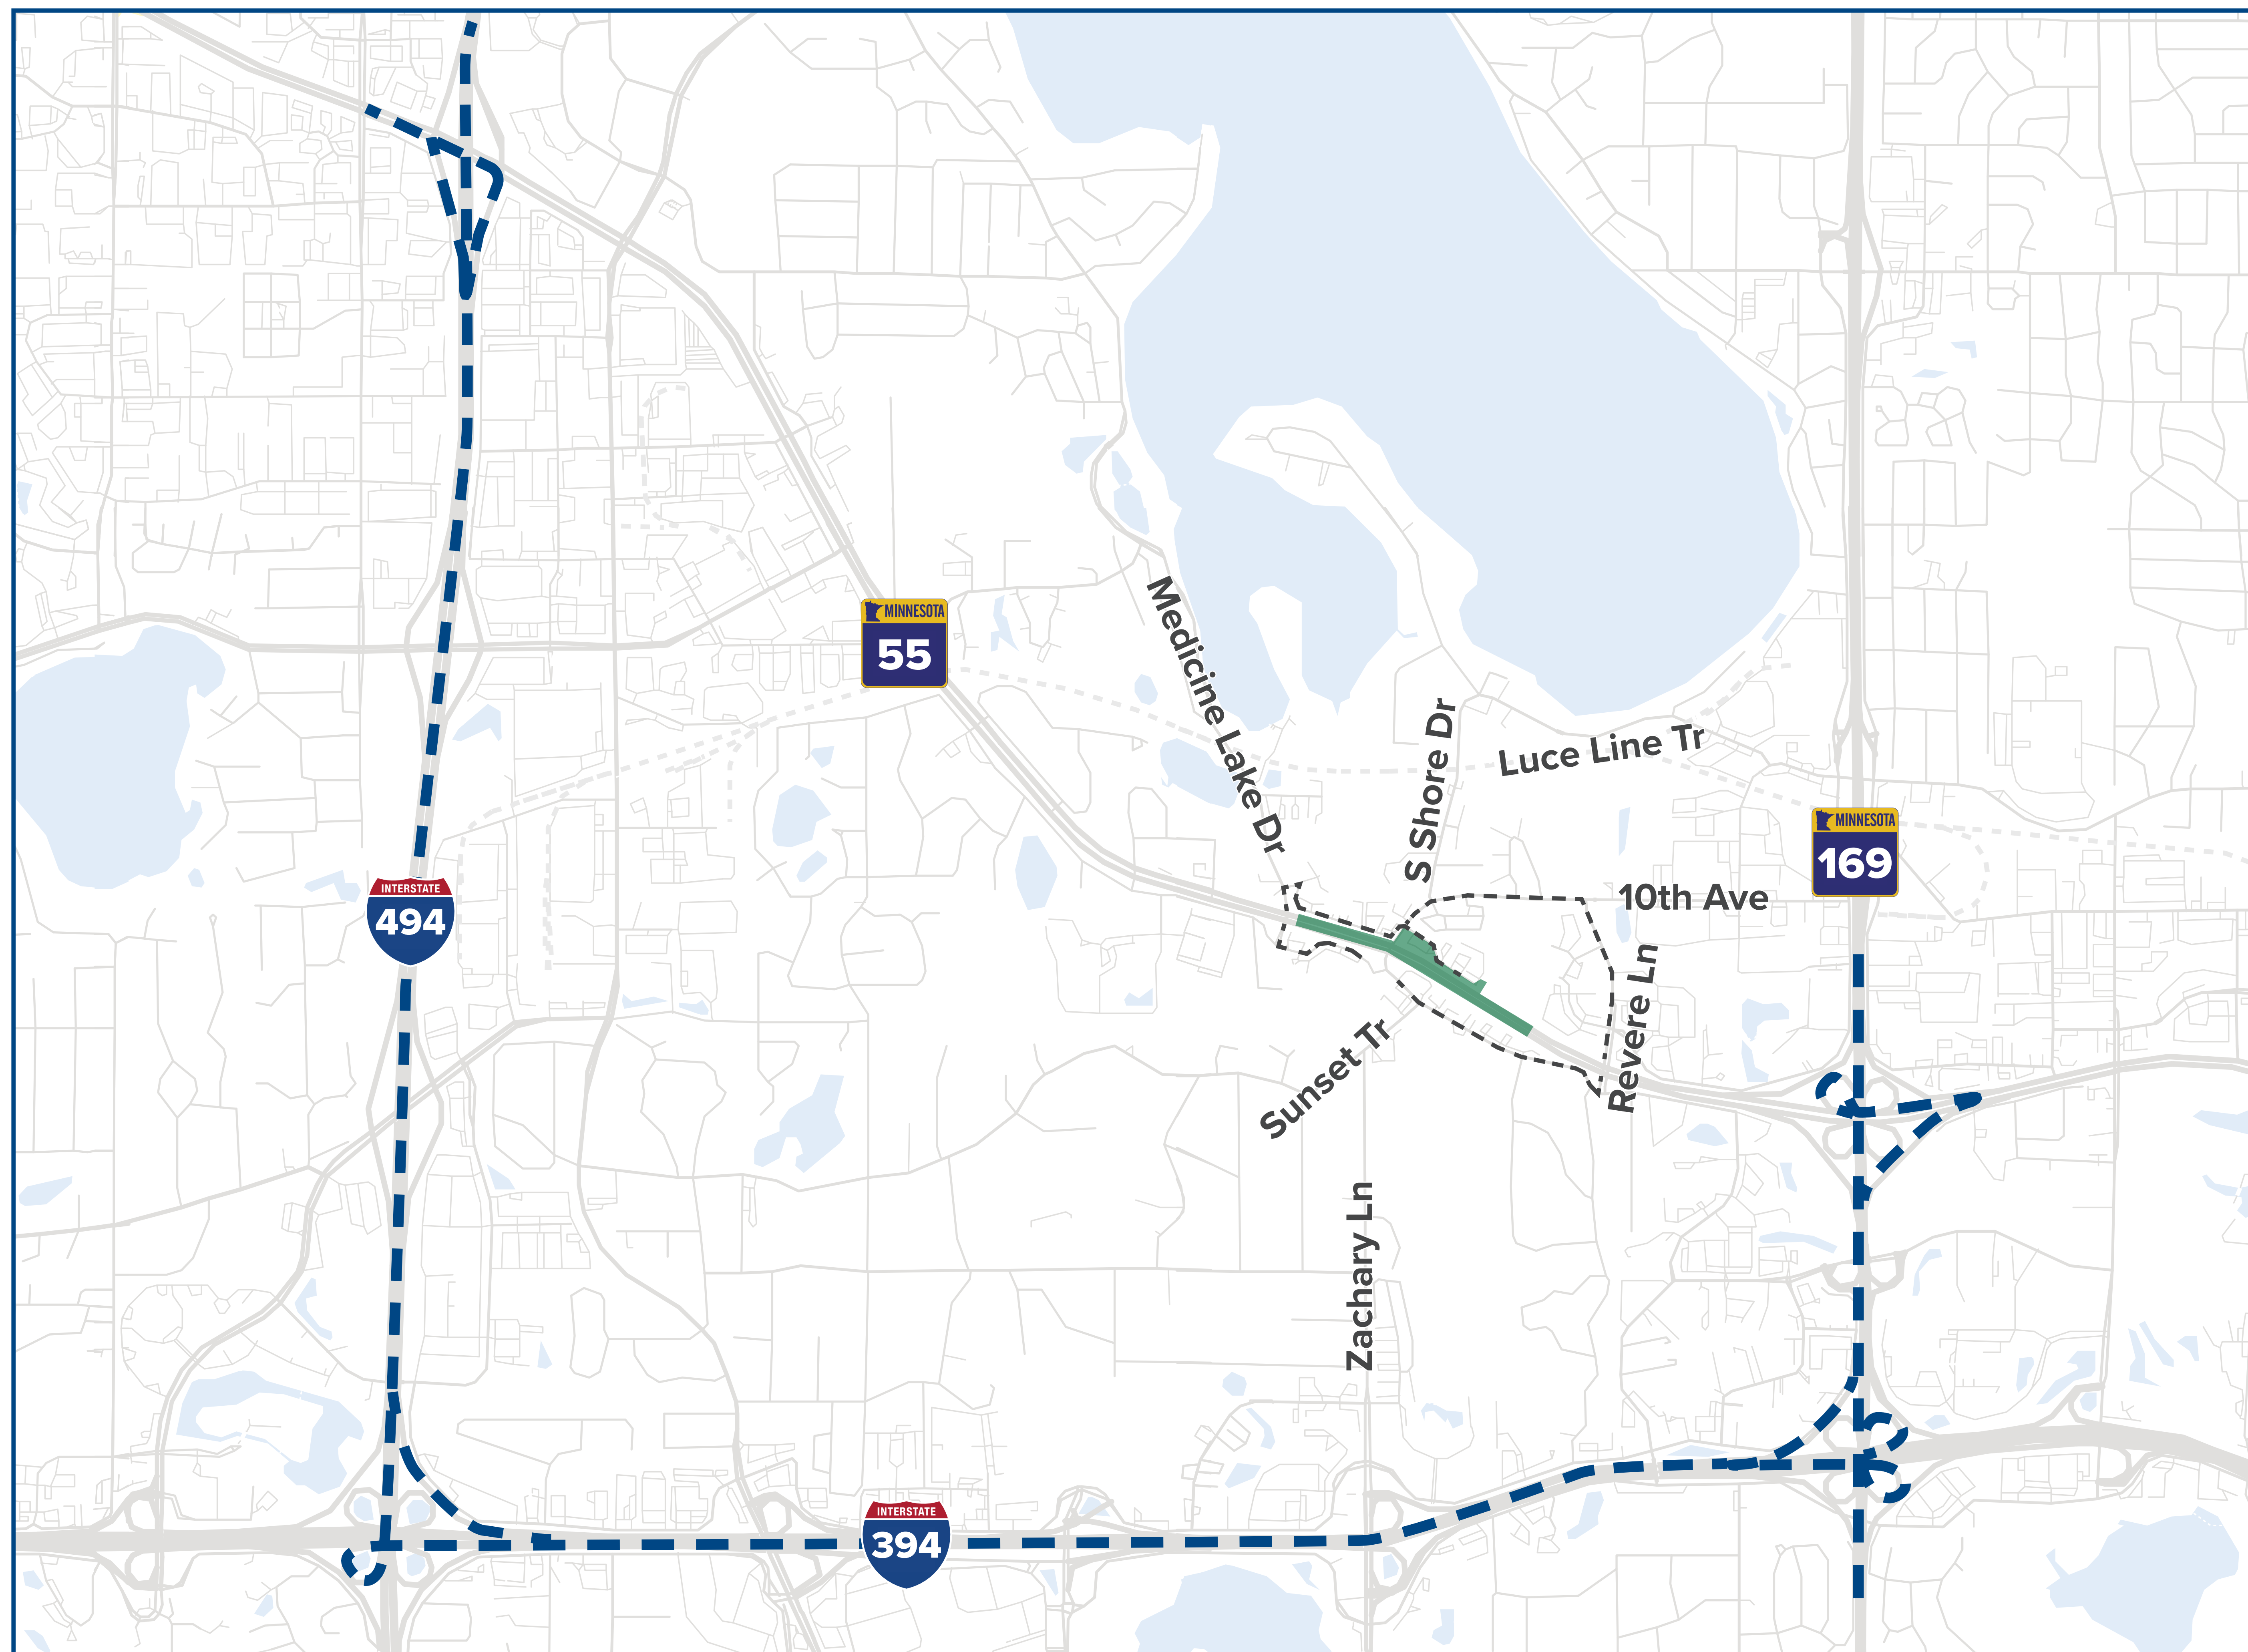 MINNESOTA
55
Medicine Lake Dr
S Shore Dr
Luce Line Tr
MINNESOTA
169
INTERSTATE
494
10th Ave
Revere Ln
Sunset Tr
Zachary Ln
INTERSTATE
394